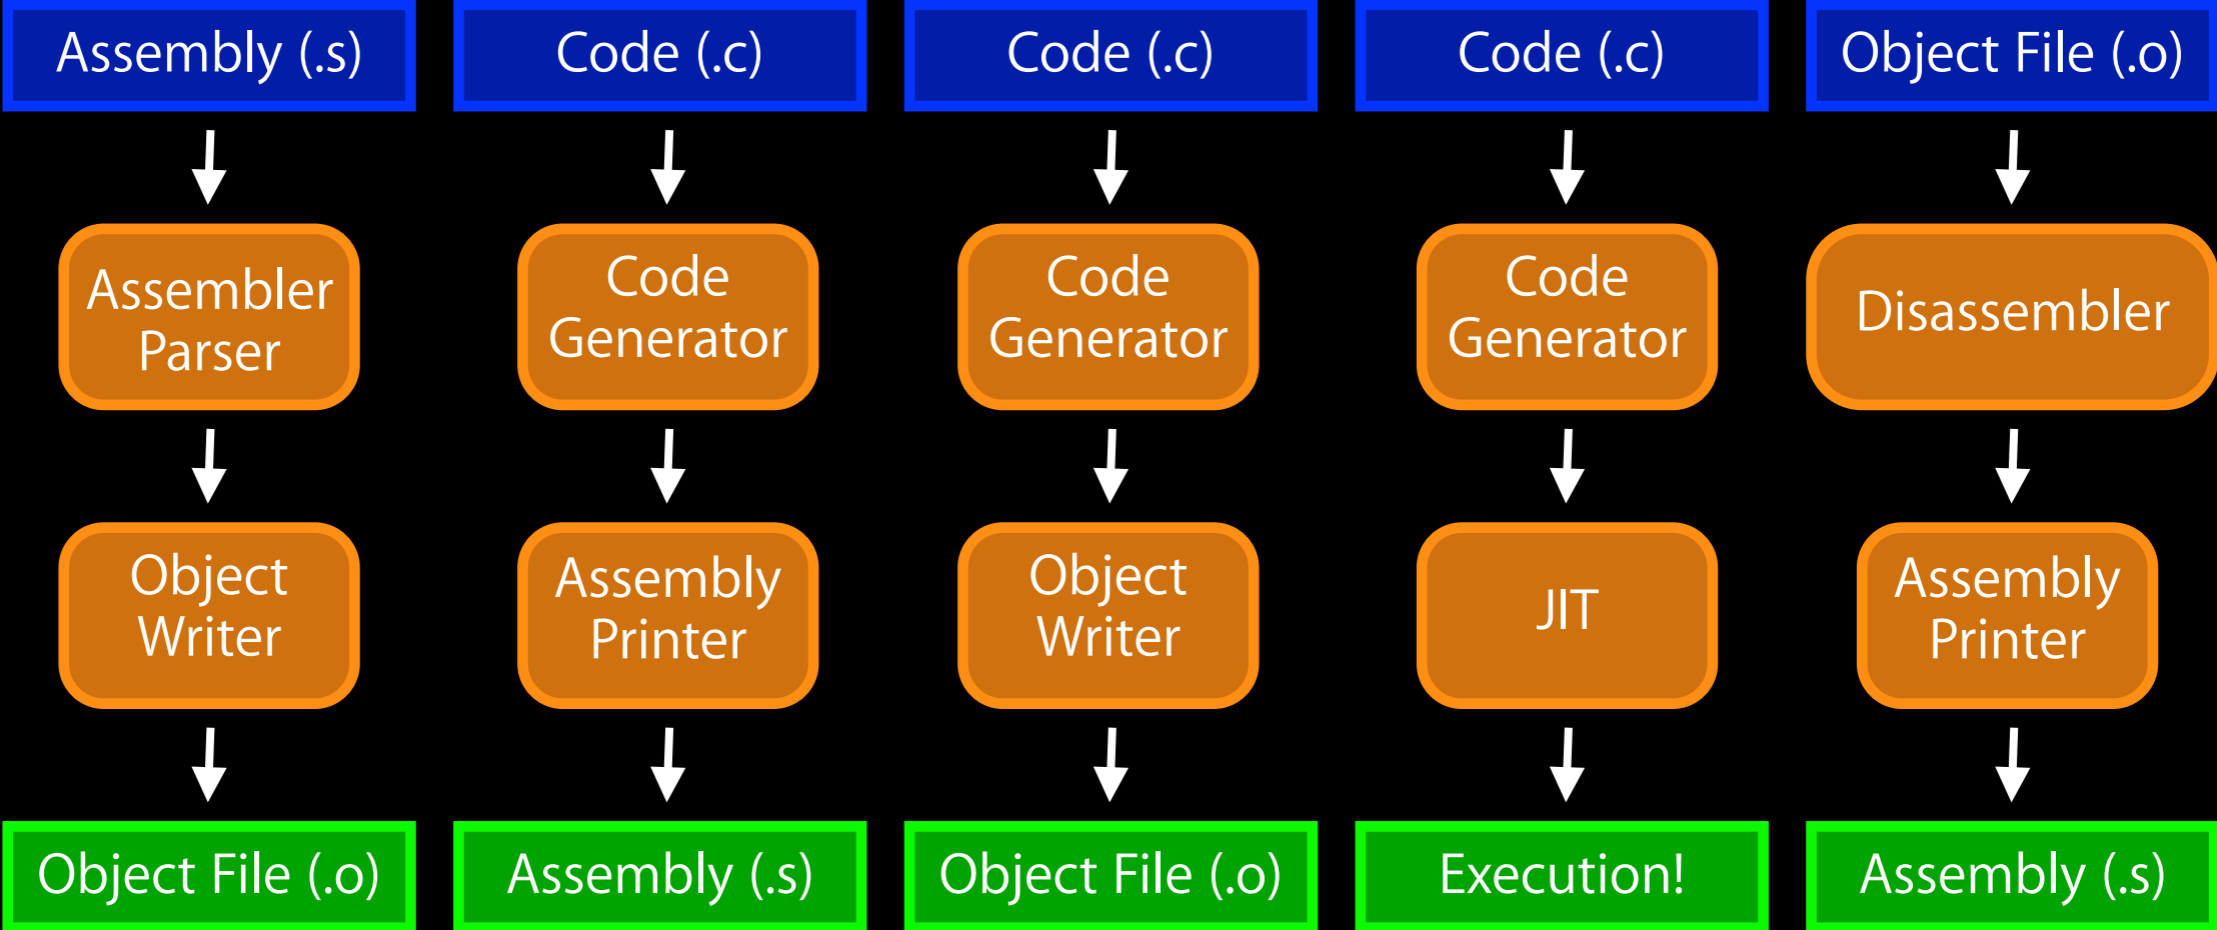 Assembly (.s)
Code (.c)
Code (.c)
Code (.c)
Object File (.o)
Assembler
Parser
Code
Generator
Code
Generator
Code
Generator
Disassembler
Object
Writer
Assembly
Printer
Object
Writer
JIT
Assembly
Printer
Object File (.o)
Assembly (.s)
Object File (.o)
Execution!
Assembly (.s)